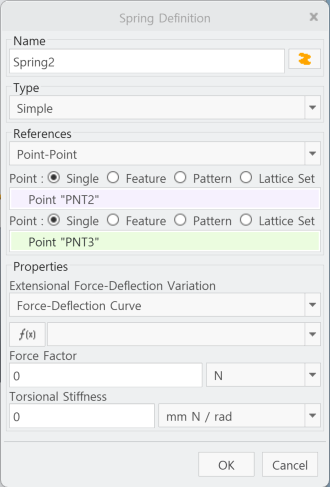 Spring Definition
Name
Spring2
Type
Simple
References
Point-Point
Point : Single Feature Pattern Lattice Set
Point "PNT2"
Point : Single Feature Pattern Lattice Set
Point "PNT3"
Properties
Extensional Force-Deflection Variation
Force-Deflection Curve
f(x)
Force Factor
0 N
Torsional Stiffness
0 mm N / rad
OK Cancel